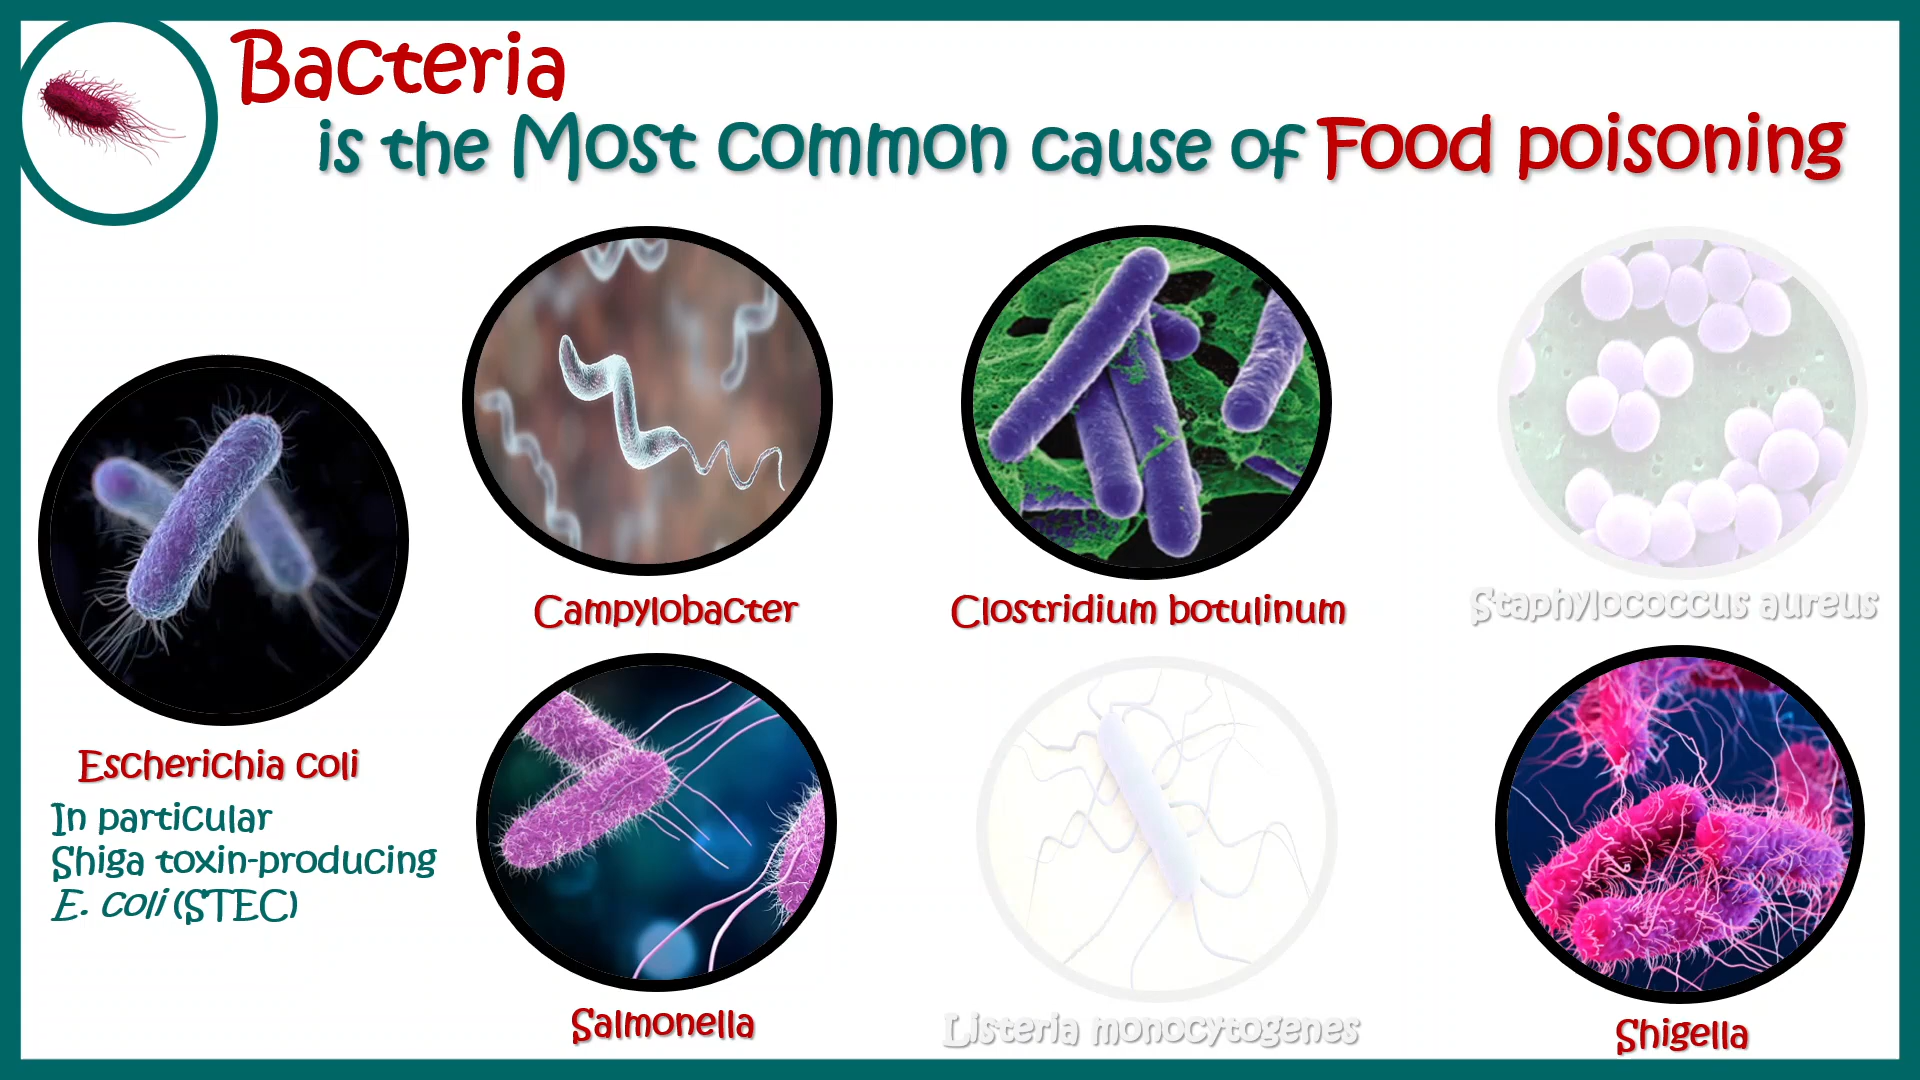 Bacteria
is the Most common cause of Food poisoning
Campylobacter
Clostridium botulinum
Staphylococcus aureus
Escherichia coli
In particular
Shiga toxin-producing
E. coli (STEC)
Salmonella
Listeria monocytogenes
Shigella